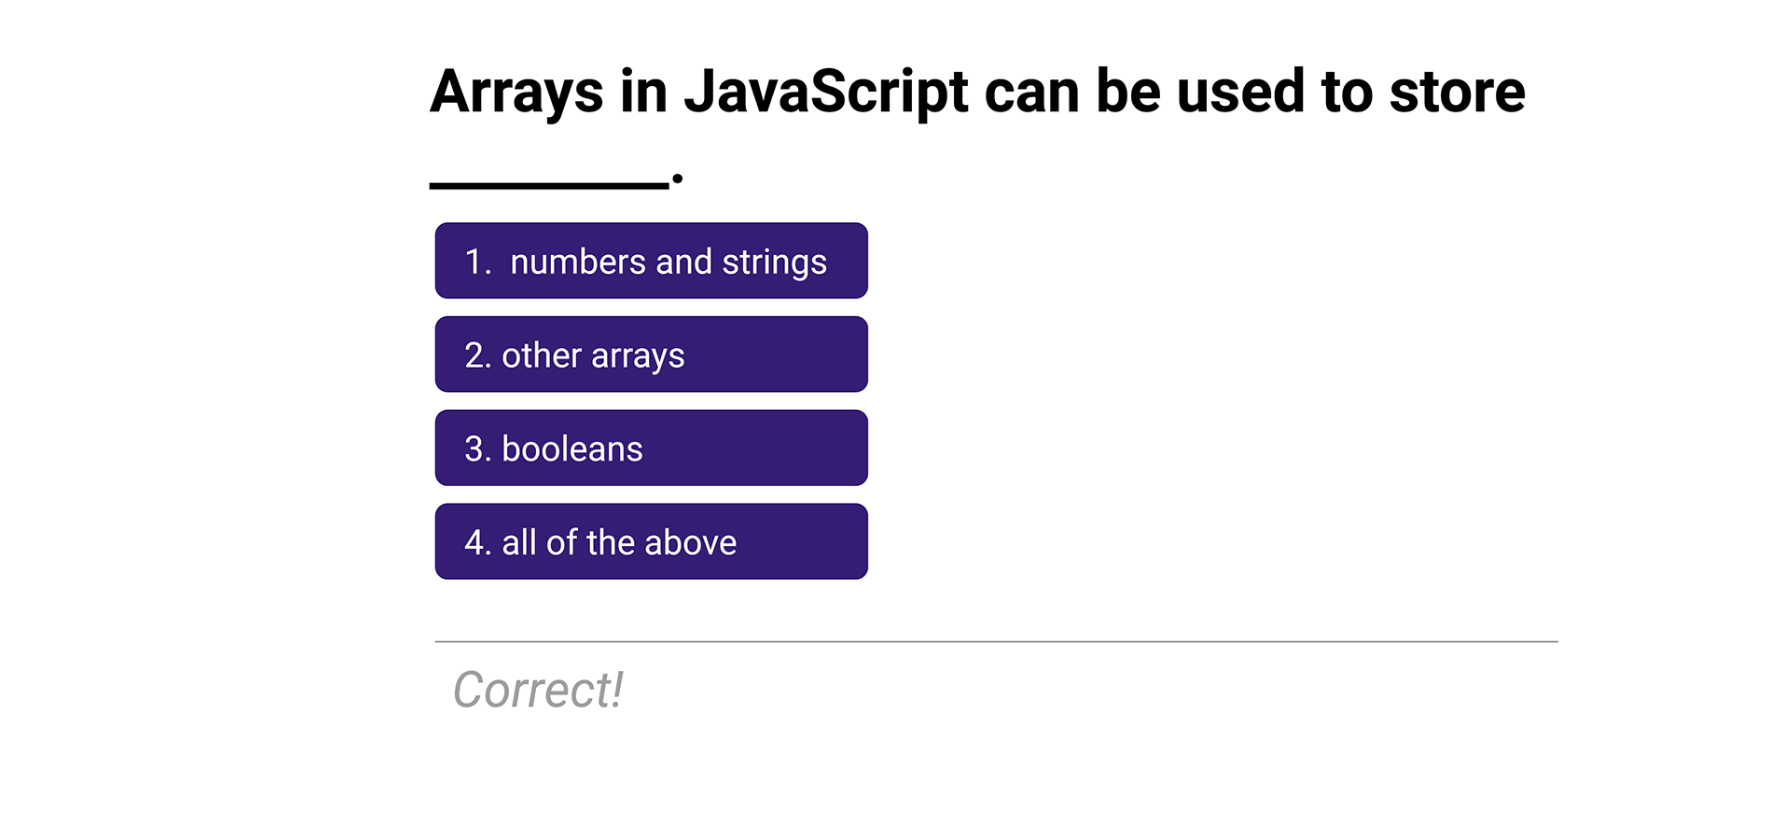 Arrays in JavaScript can be used to store
________.
1. numbers and strings
2. other arrays
3. booleans
4. all of the above
Correct!